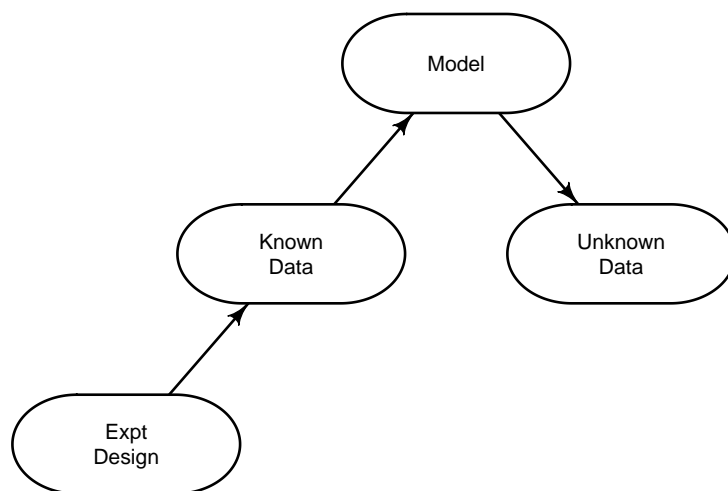 Model
Known
Data
Unknown
Data
Expt
Design